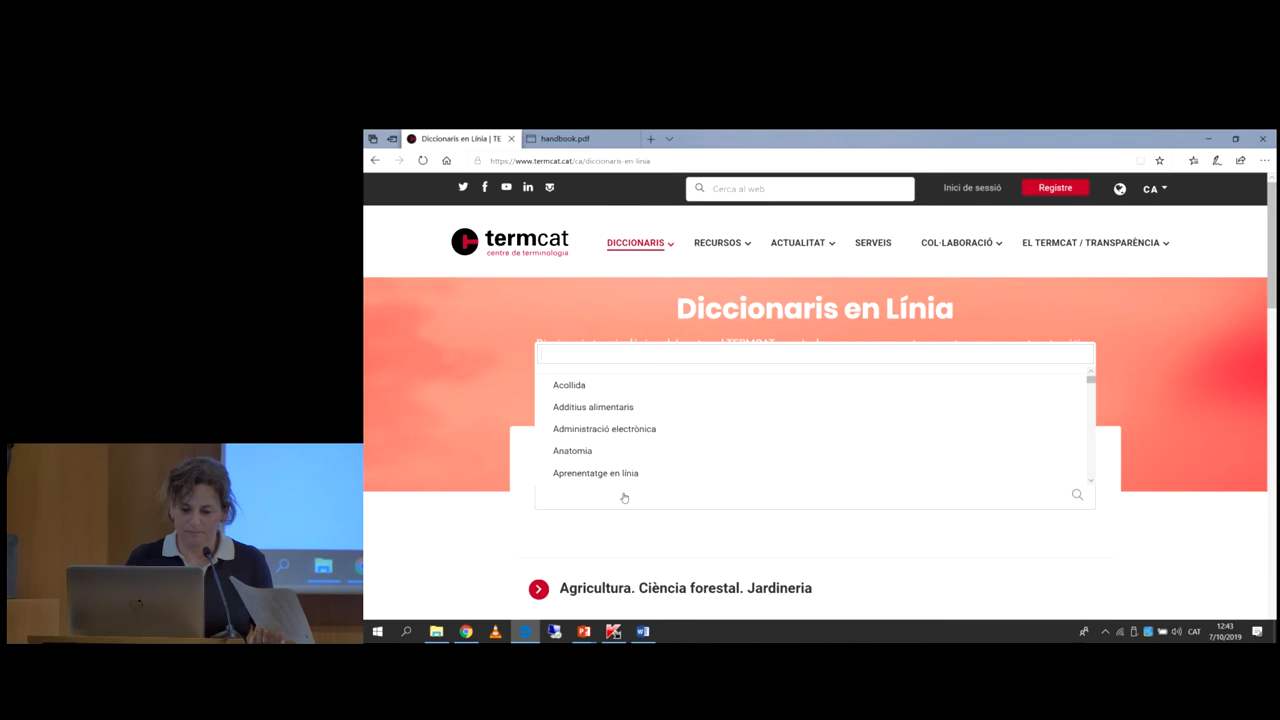 Diccionaris en Línia | TE
handbook.pdf
https://www.termcat.cat/ca/diccionaris-en-linia
Cerca al web
Inici de sessió
Registre
CA
termcat
centre de terminologia
DICCIONARIS
RECURSOS
ACTUALITAT
SERVEIS
COL·LABORACIÓ
EL TERMCAT / TRANSPARÈNCIA
Diccionaris en Línia
Acollida
Additius alimentaris
Administració electrònica
Anatomia
Aprenentatge en línia
Agricultura. Ciència forestal. Jardineria
CAT
12:43
7/10/2019